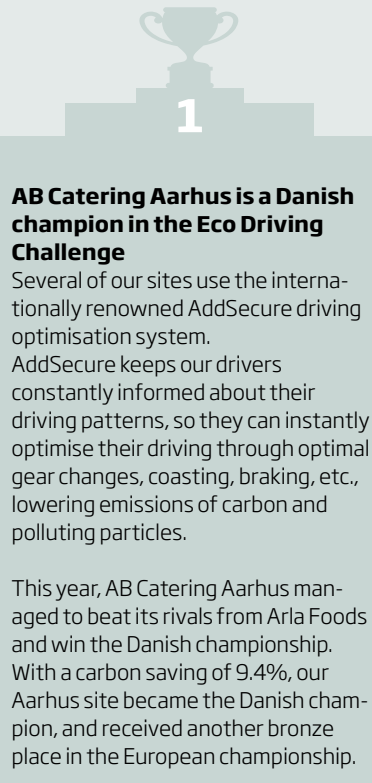 1
AB Catering Aarhus is a Danish
champion in the Eco Driving
Challenge
Several of our sites use the interna-
tionally renowned AddSecure driving
optimisation system.
AddSecure keeps our drivers
constantly informed about their
driving patterns, so they can instantly
optimise their driving through optimal
gear changes, coasting, braking, etc.,
lowering emissions of carbon and
polluting particles.
This year, AB Catering Aarhus man-
aged to beat its rivals from Arla Foods
and win the Danish championship.
With a carbon saving of 9.4%, our
Aarhus site became the Danish cham-
pion, and received another bronze
place in the European championship.